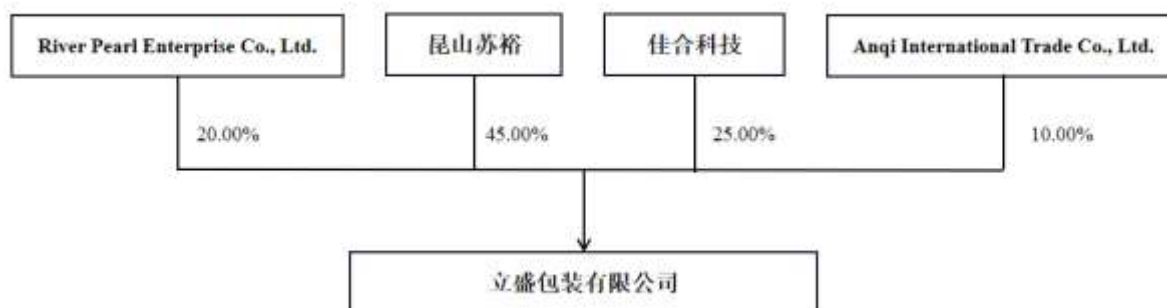 River Pearl Enterprise Co., Ltd.
昆山苏裕
佳合科技
Anqi International Trade Co., Ltd.
20.00%
45.00%
25.00%
10.00%
立盛包装有限公司